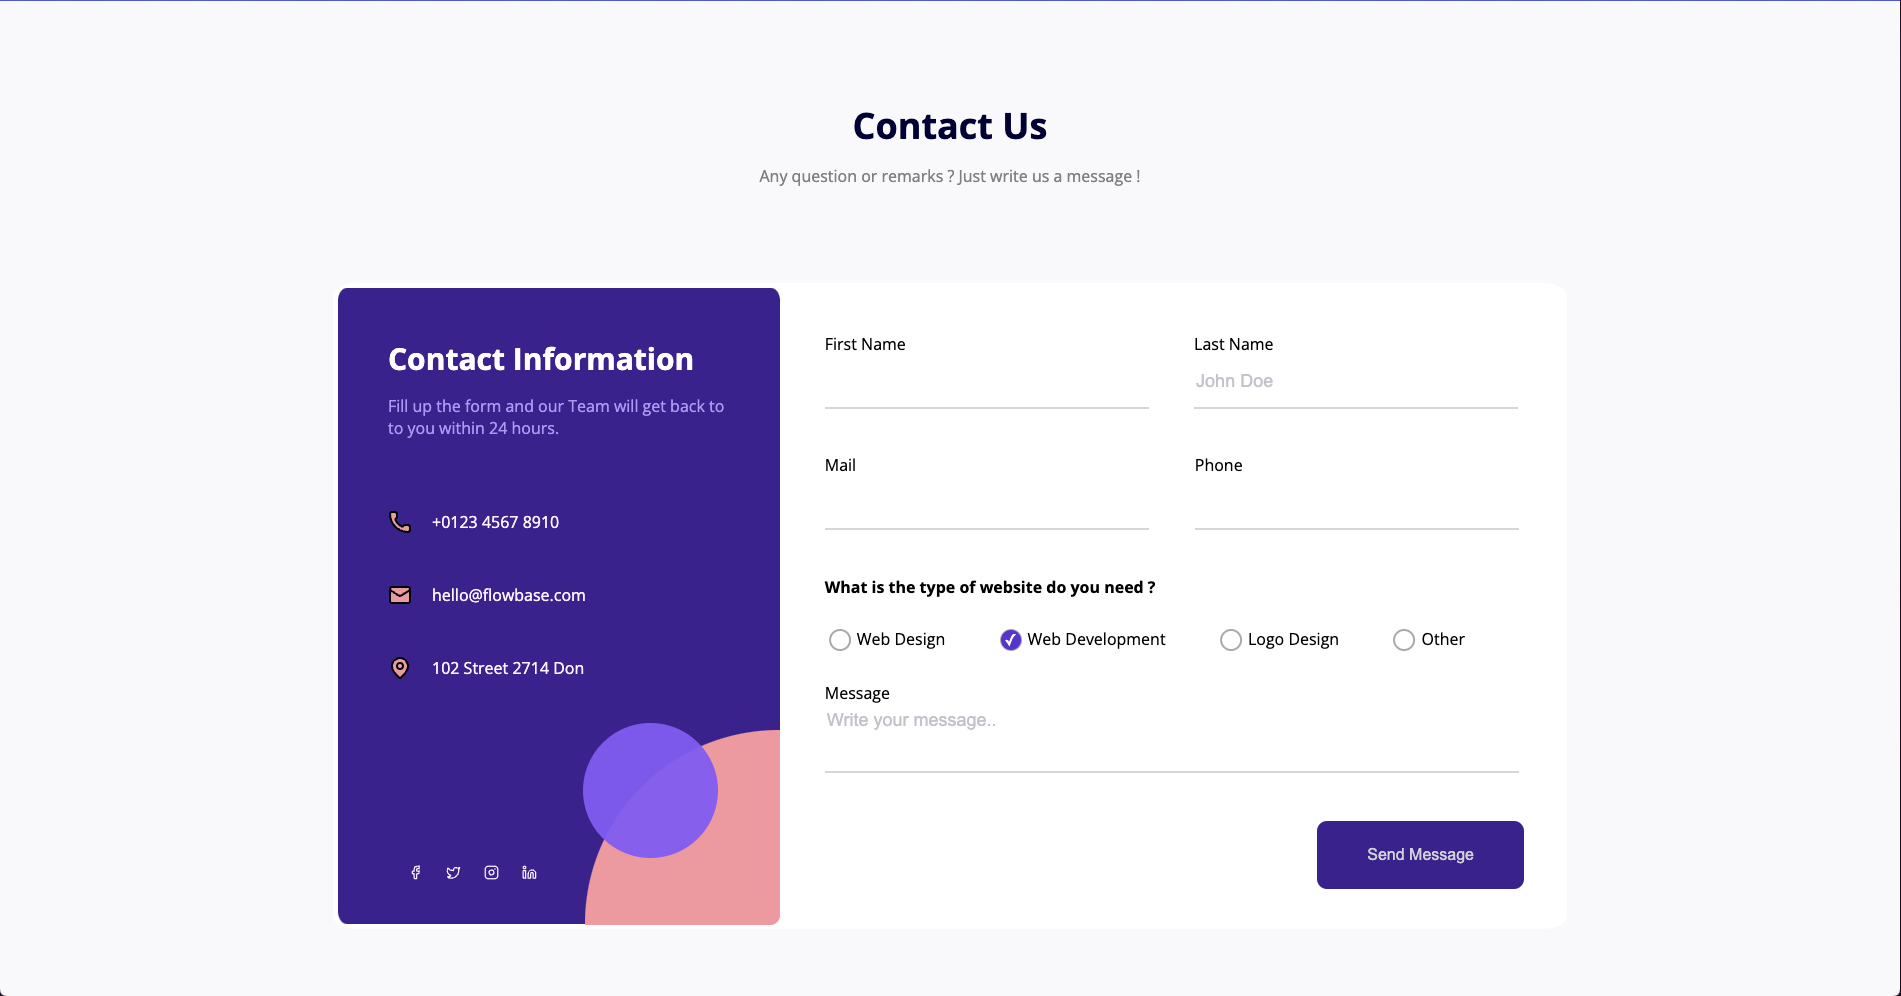 Contact Us
Any question or remarks ? Just write us a message !
Contact Information
Fill up the form and our Team will get back to
to you within 24 hours.
+0123 4567 8910
hello@flowbase.com
102 Street 2714 Don
First Name
Last Name
John Doe
Mail
Phone
What is the type of website do you need ?
Web Design
Web Development
Logo Design
Other
Message
Write your message..
Send Message